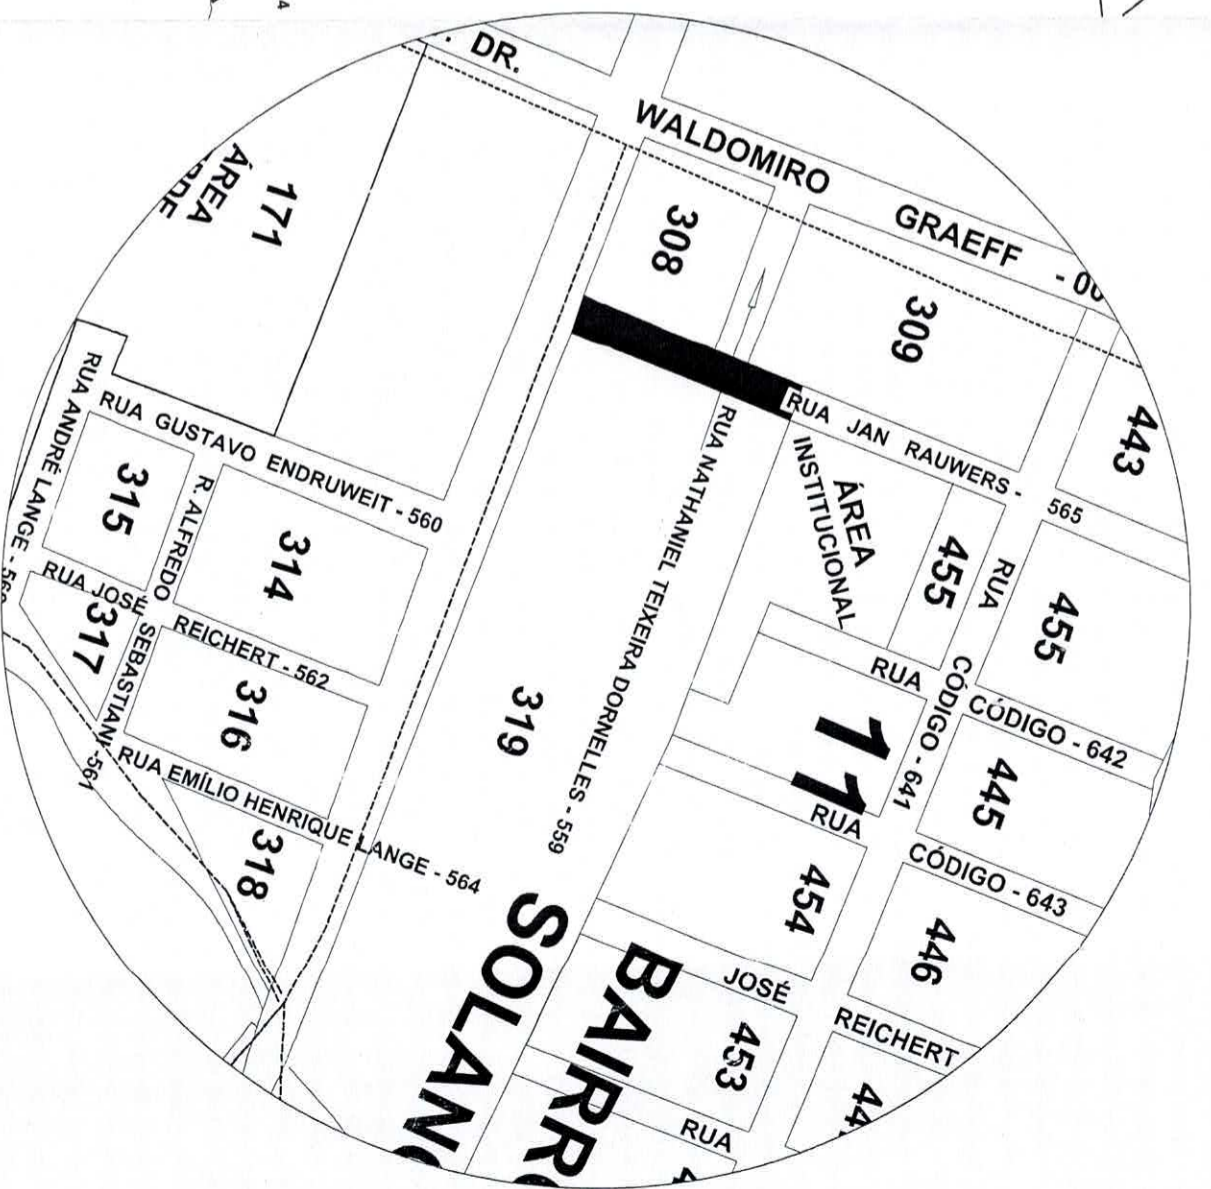 DR.
WALDOMIRO
GRAEFF
308
309
443
171
ÁREA
RUA JAN RAUWERS - 565
RUA ANDRÉ LANGE -
RUA GUSTAVO ENDRUWEIT - 560
RUA NATHANIEL TEIXEIRA DORNELLES - 559
ÁREA
INSTITUCIONAL
315
R. ALFREDO SEBASTIANI - 561
314
455
455
RUA CÓDIGO - 641
RUA JOSÉ REICHERT - 562
317
316
319
RUA CÓDIGO - 642
11
445
RUA EMÍLIO HENRIQUE LANGE - 564
318
RUA CÓDIGO - 643
454
446
JOSÉ REICHERT
453
BAIRRO
SOLANO
RUA